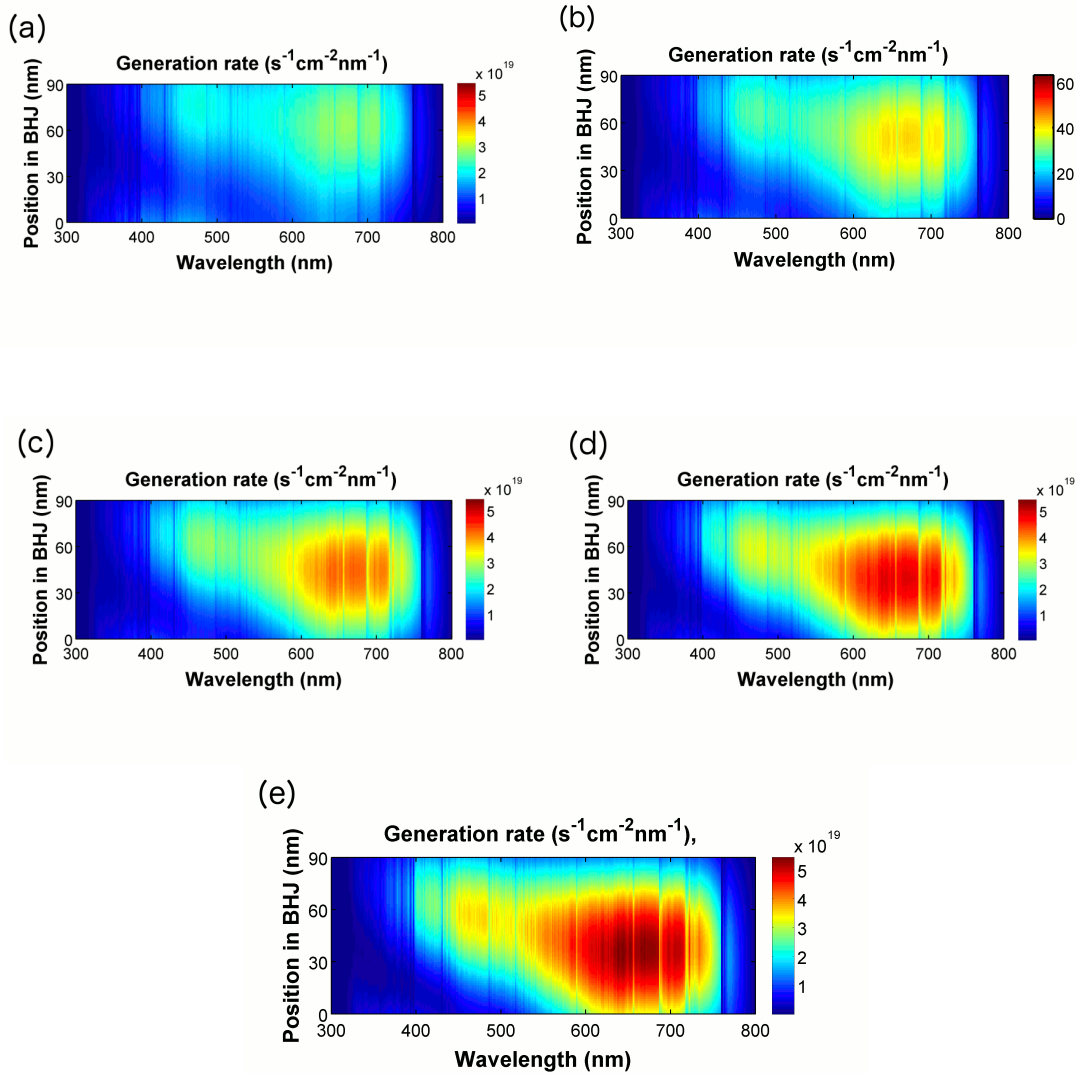 (a)
Generation rate (s-1cm-2nm-1)
x 10 19
Position in BHJ (nm)
90
60
30
0
300 400 500 600 700 800
Wavelength (nm)
5
4
3
2
1
(b)
Generation rate (s-1cm-2nm-1)
Position in BHJ (nm)
90
60
30
0
300 400 500 600 700 800
Wavelength (nm)
60
40
20
0
(c)
Generation rate (s-1cm-2nm-1)
x 10 19
Position in BHJ (nm)
90
60
30
0
300 400 500 600 700 800
Wavelength (nm)
5
4
3
2
1
(d)
Generation rate (s-1cm-2nm-1)
x 10 19
Position in BHJ (nm)
90
60
30
0
300 400 500 600 700 800
Wavelength (nm)
5
4
3
2
1
(e)
Generation rate (s-1cm-2nm-1),
x 10 19
Position in BHJ (nm)
90
60
30
0
300 400 500 600 700 800
Wavelength (nm)
5
4
3
2
1